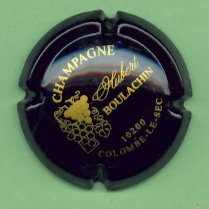 CHAMPAGNE
Hubert
BOULACHIN
10200
COLOMBE-LE-SEC